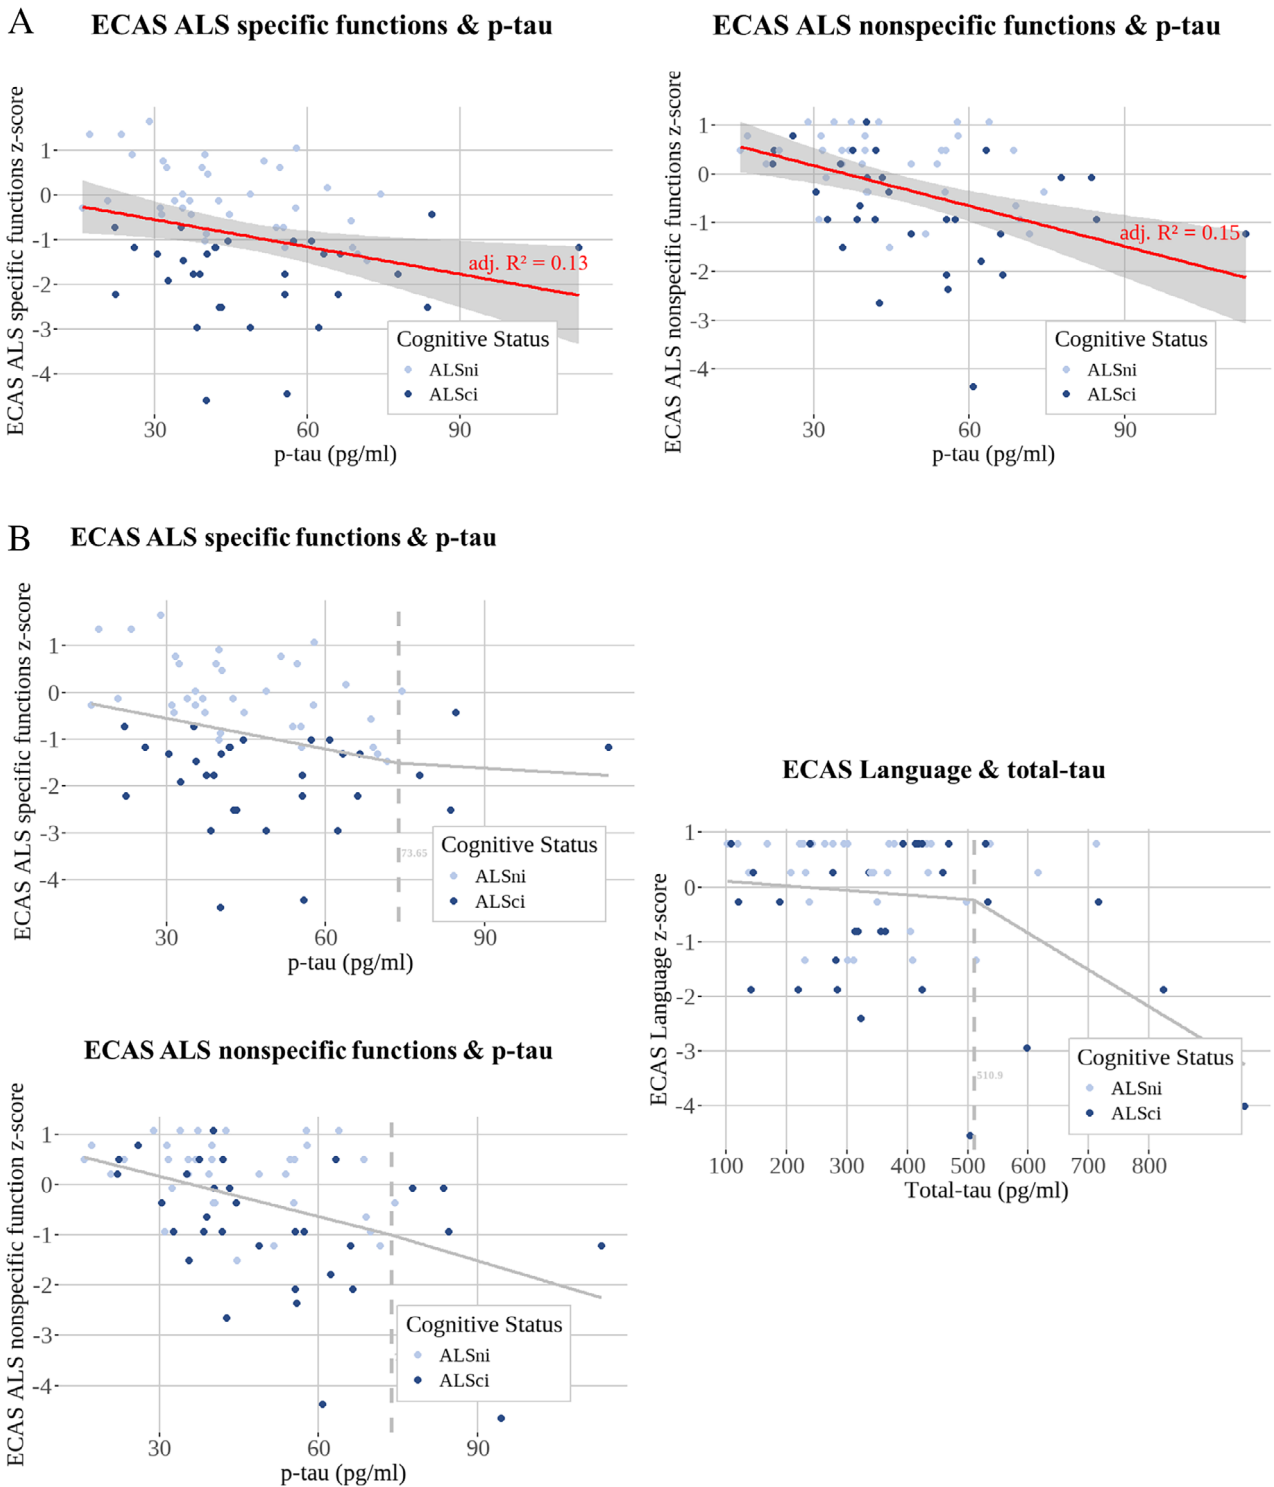 A
ECAS ALS specific functions & p-tau
ECAS ALS specific functions z-score
1
0
-1
-2
-3
-4
adj. R² = 0.13
Cognitive Status
ALSni
ALSci
30
60
90
p-tau (pg/ml)
ECAS ALS nonspecific functions & p-tau
ECAS ALS nonspecific functions z-score
1
0
-1
-2
-3
-4
adj. R² = 0.15
Cognitive Status
ALSni
ALSci
30
60
90
p-tau (pg/ml)
B
ECAS ALS specific functions & p-tau
ECAS ALS specific functions z-score
1
0
-1
-2
-3
-4
73.65
Cognitive Status
ALSni
ALSci
30
60
90
p-tau (pg/ml)
ECAS Language & total-tau
ECAS Language z-score
1
0
-1
-2
-3
-4
510.9
Cognitive Status
ALSni
ALSci
100
200
300
400
500
600
700
800
Total-tau (pg/ml)
ECAS ALS nonspecific functions & p-tau
ECAS ALS nonspecific function z-score
1
0
-1
-2
-3
-4
Cognitive Status
ALSni
ALSci
30
60
90
p-tau (pg/ml)